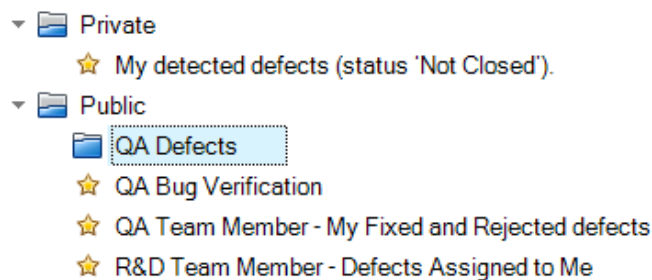 Private
My detected defects (status 'Not Closed').
Public
QA Defects
QA Bug Verification
QA Team Member - My Fixed and Rejected defects
R&D Team Member - Defects Assigned to Me